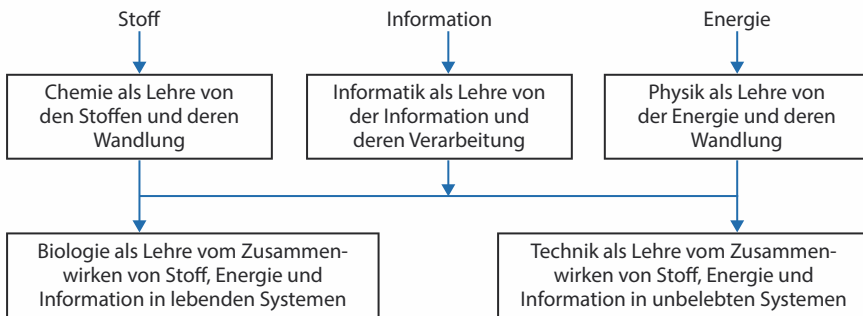 Stoff
Information
Energie
Chemie als Lehre von
den Stoffen und deren
Wandlung
Informatik als Lehre von
der Information und
deren Verarbeitung
Physik als Lehre von
der Energie und deren
Wandlung
Biologie als Lehre vom Zusammen-
wirken von Stoff, Energie und
Information in lebenden Systemen
Technik als Lehre vom Zusammen-
wirken von Stoff, Energie und
Information in unbelebten Systemen